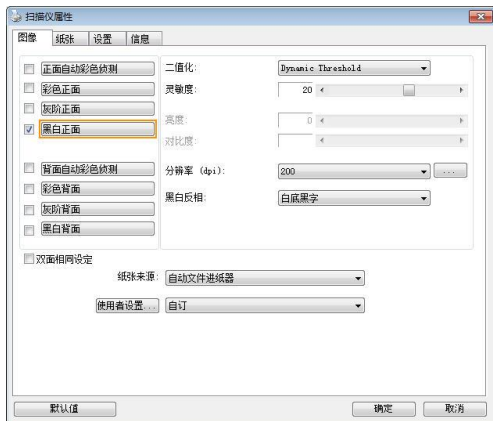 扫描仪属性
图像 纸张 设置 信息
正面自动彩色侦测
彩色正面
灰阶正面
黑白正面
背面自动彩色侦测
彩色背面
灰阶背面
黑白背面
二值化: Dynamic Threshold
灵敏度: 20
亮度: 0
对比度:
分辨率 (dpi): 200 ...
黑白反相: 白底黑字
双面相同设定
纸张来源: 自动文件进纸器
使用者设置... 自订
默认值 确定 取消